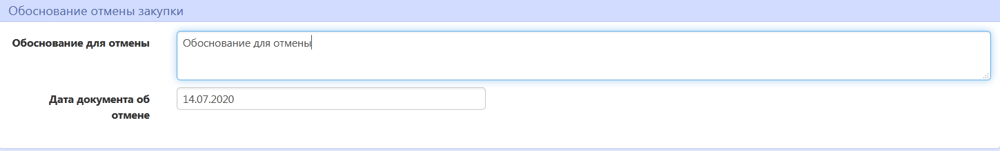 Обоснование отмены закупки
Обоснование для отмены
Обоснование для отмены
Дата документа об
отмене
14.07.2020